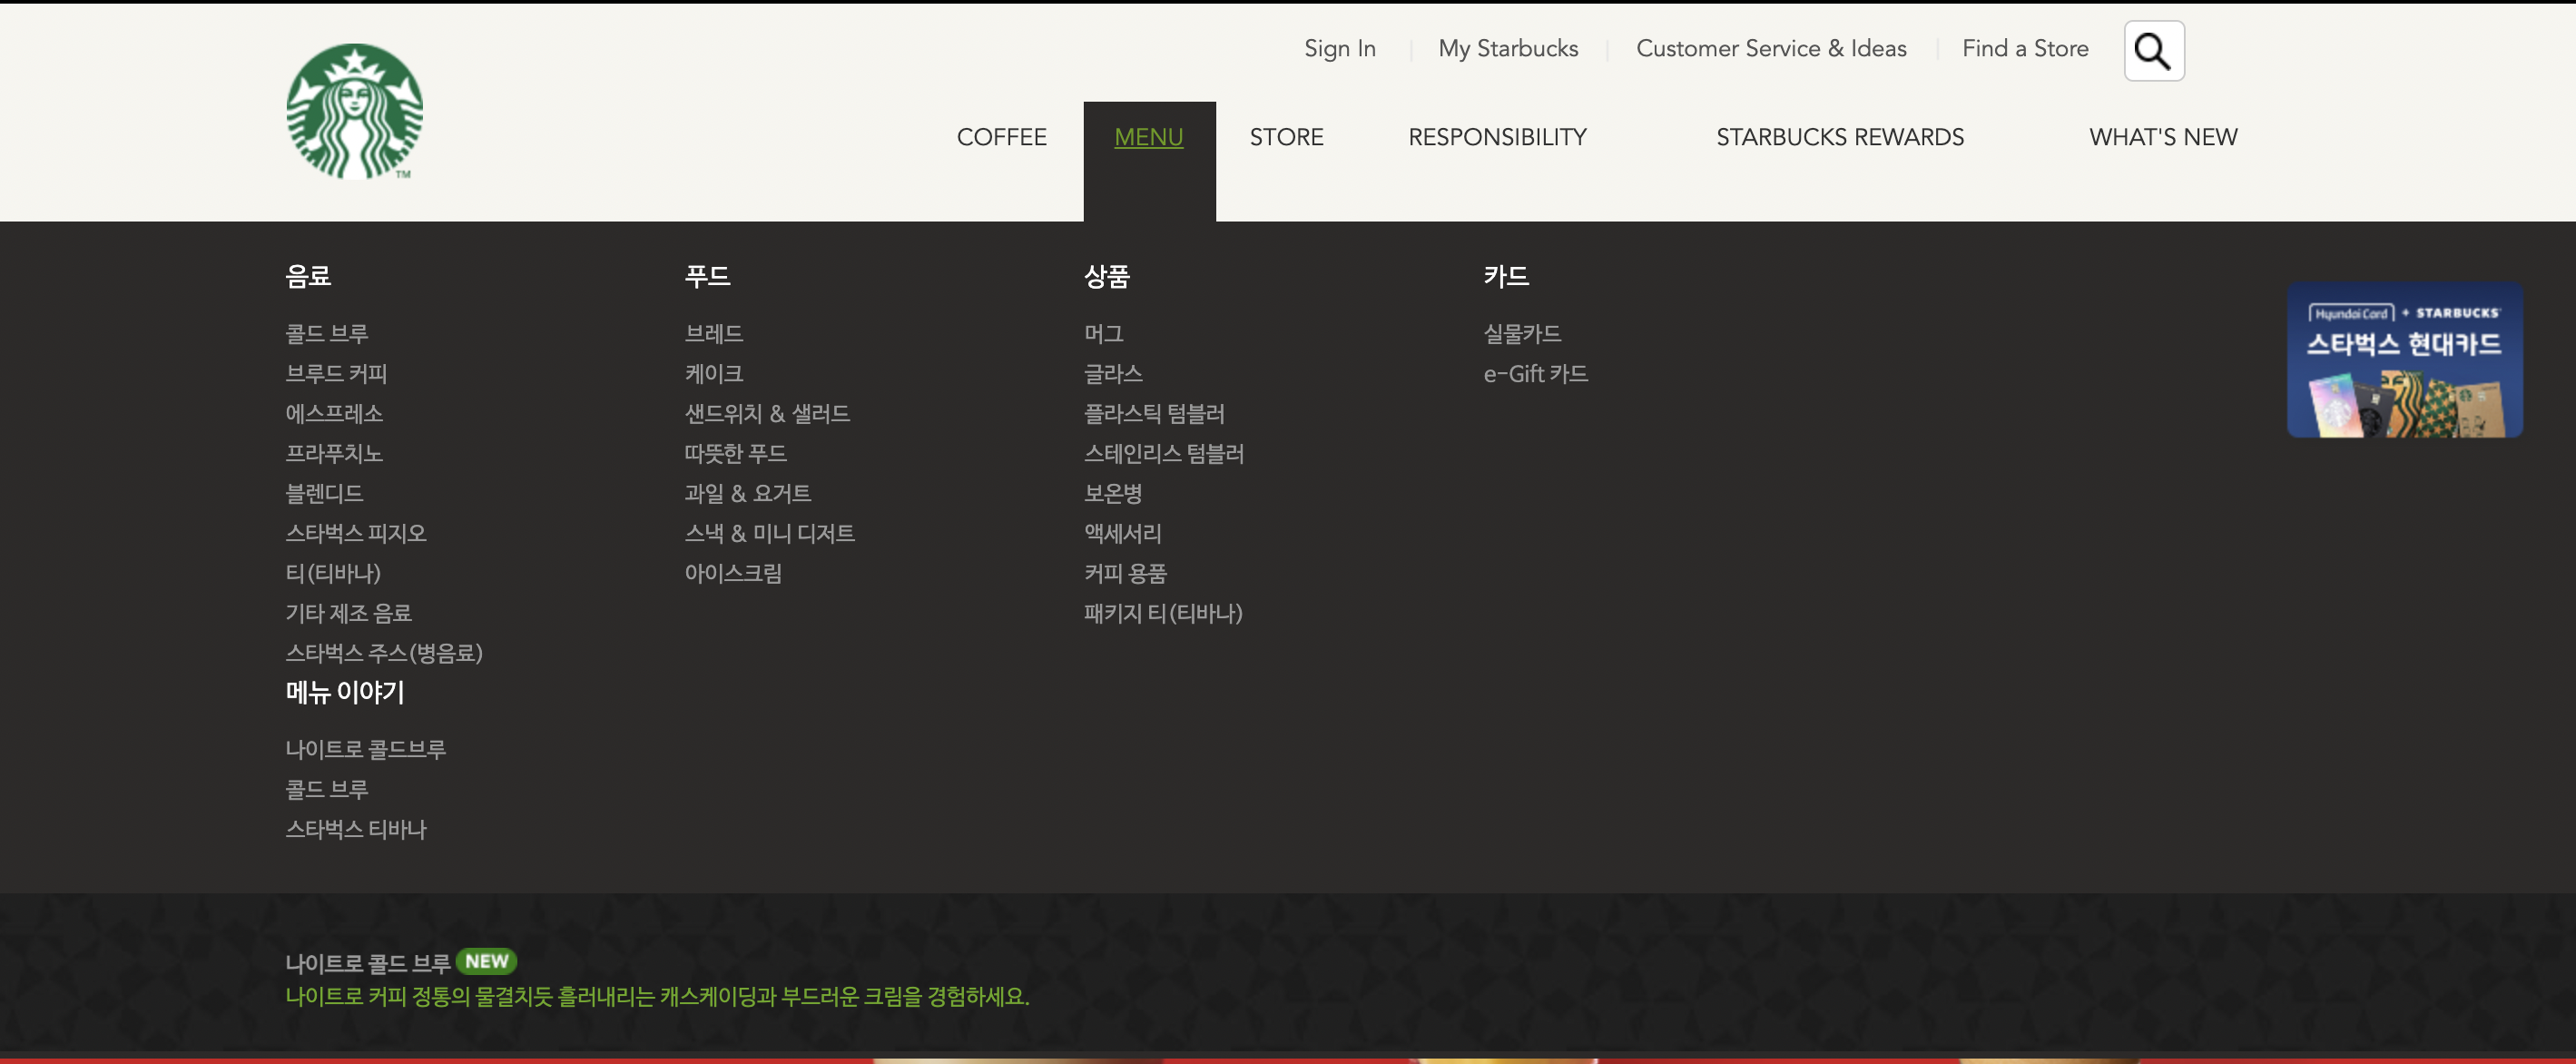 Sign In
My Starbucks
Customer Service & Ideas
Find a Store
TM
COFFEE
MENU
STORE
RESPONSIBILITY
STARBUCKS REWARDS
WHAT'S NEW
음료
콜드 브루
브루드 커피
에스프레소
프라푸치노
블렌디드
스타벅스 피지오
티(티바나)
기타 제조 음료
스타벅스 주스(병음료)
메뉴 이야기
나이트로 콜드브루
콜드 브루
스타벅스 티바나
푸드
브레드
케이크
샌드위치 & 샐러드
따뜻한 푸드
과일 & 요거트
스낵 & 미니 디저트
아이스크림
상품
머그
글라스
플라스틱 텀블러
스테인리스 텀블러
보온병
액세서리
커피 용품
패키지 티(티바나)
카드
실물카드
e-Gift 카드
Hyundai Card + STARBUCKS
스타벅스 현대카드
나이트로 콜드 브루 NEW
나이트로 커피 정통의 물결치듯 흘러내리는 캐스케이딩과 부드러운 크림을 경험하세요.